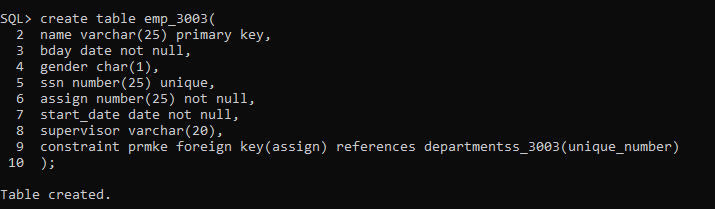 SQL> create table emp_3003(
2 name varchar(25) primary key,
3 bday date not null,
4 gender char(1),
5 ssn number(25) unique,
6 assign number(25) not null,
7 start_date date not null,
8 supervisor varchar(20),
9 constraint prmke foreign key(assign) references departmentss_3003(unique_number)
10 );
Table created.